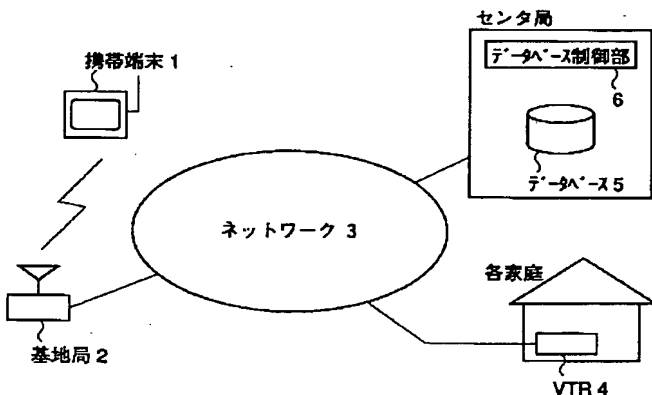 センタ局
携帯端末 1
データベース制御部
6
データベース 5
ネットワーク 3
各家庭
基地局 2
VTR 4